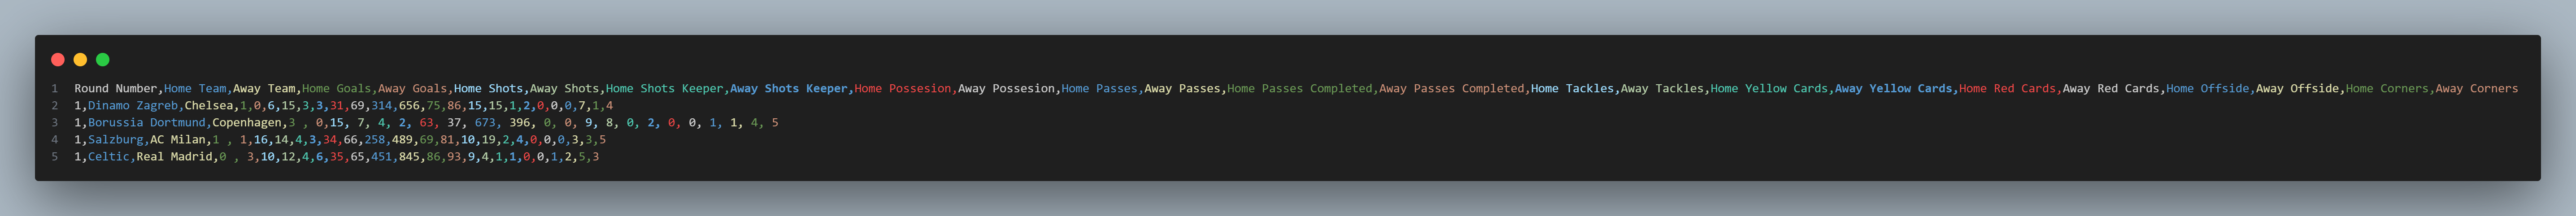 1 Round Number,Home Team,Away Team,Home Goals,Away Goals,Home Shots,Away Shots,Home Shots Keeper,Away Shots Keeper,Home Possesion,Away Possesion,Home Passes,Away Passes,Home Passes Completed,Away Passes Completed,Home Tackles,Away Tackles,Home Yellow Cards,Away Yellow Cards,Home Red Cards,Away Red Cards,Home Offside,Away Offside,Home Corners,Away Corners
2 1,Dinamo Zagreb,Chelsea,1,0,6,15,3,3,31,69,314,656,75,86,15,15,1,2,0,0,0,7,1,4
3 1,Borussia Dortmund,Copenhagen,3 , 0,15, 7, 4, 2, 63, 37, 673, 396, 0, 0, 9, 8, 0, 2, 0, 0, 1, 1, 4, 5
4 1,Salzburg,AC Milan,1 , 1,16,14,4,3,34,66,258,489,69,81,10,19,2,4,0,0,0,3,3,5
5 1,Celtic,Real Madrid,0 , 3,10,12,4,6,35,65,451,845,86,93,9,4,1,1,0,0,1,2,5,3